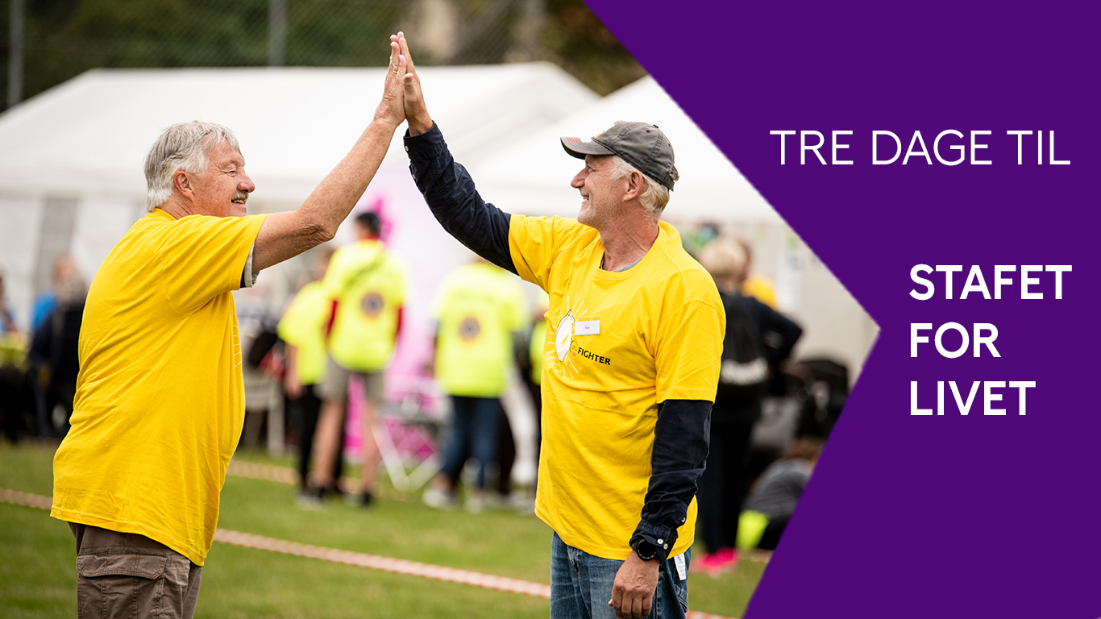 TRE DAGE TIL
STAFET
FOR
LIVET
FIGHTER